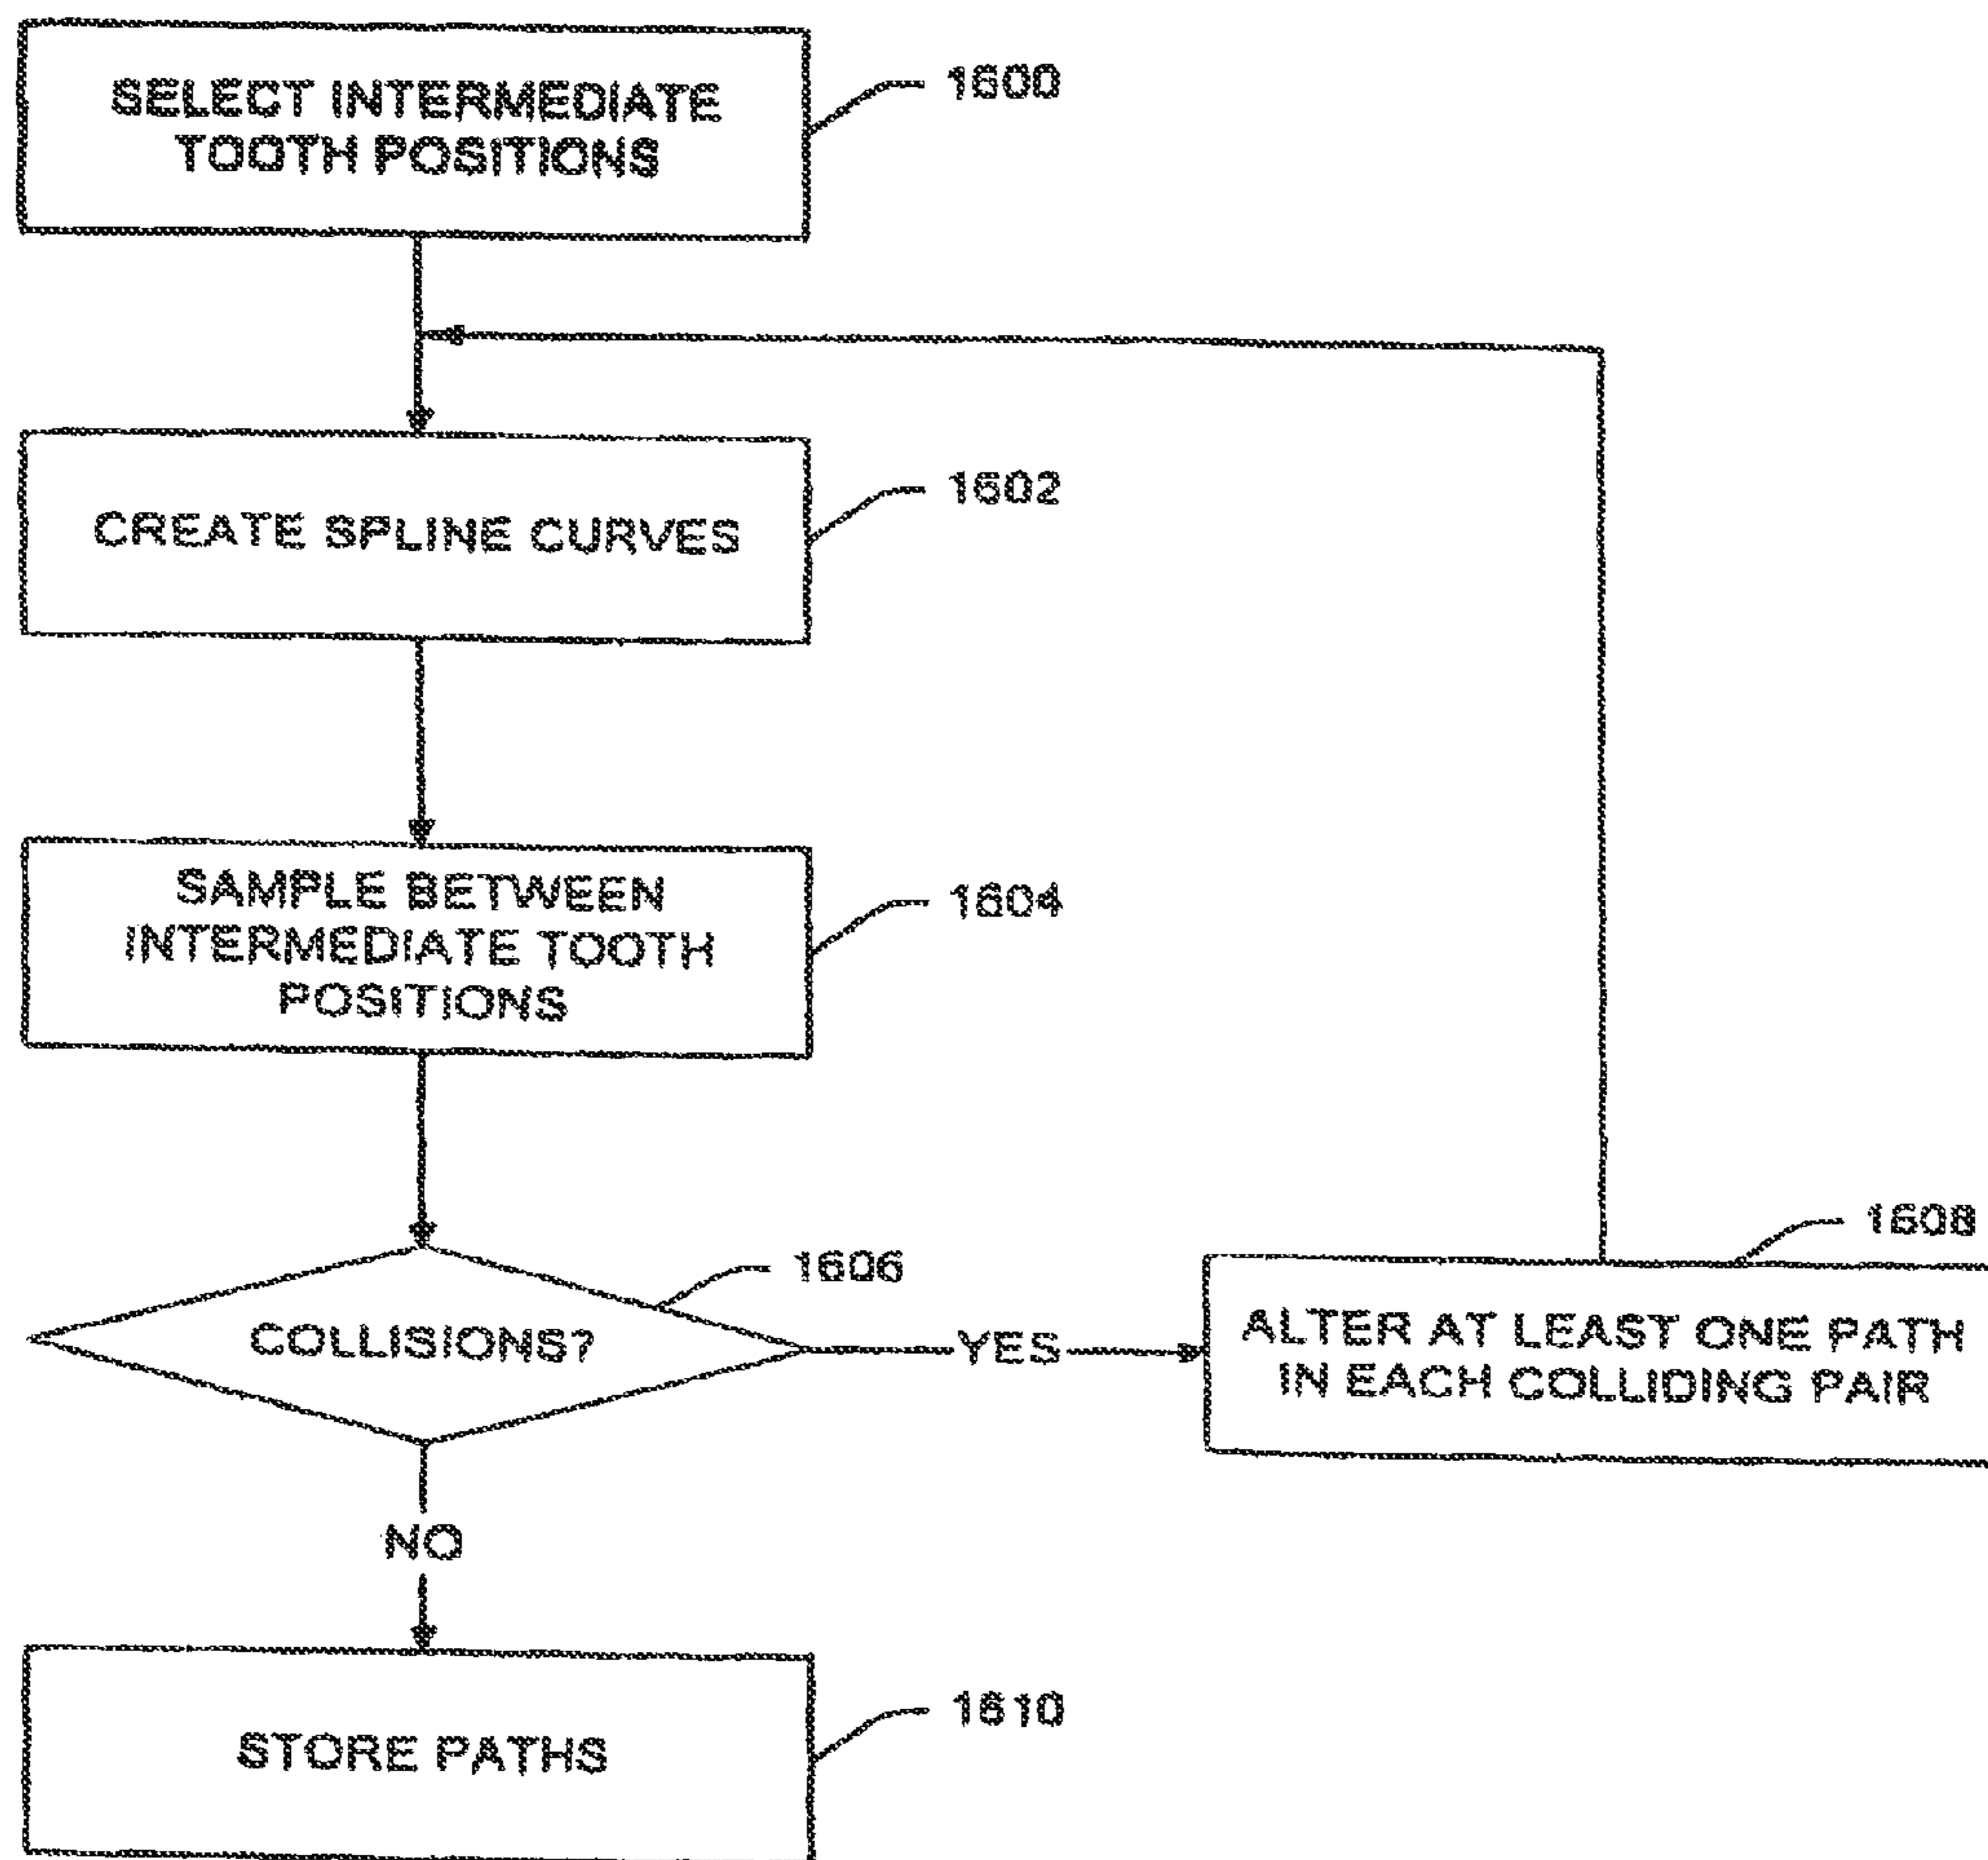 SELECT INTERMEDIATE
TOOTH POSITIONS
1600
CREATE SPLINE CURVES
1602
SAMPLE BETWEEN
INTERMEDIATE TOOTH
POSITIONS
1604
COLLISIONS?
1606
YES
ALTER AT LEAST ONE PATH
IN EACH COLLIDING PAIR
1608
NO
STORE PATHS
1610